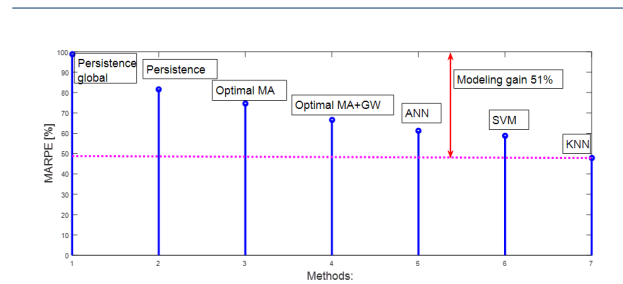 100
90
80
70
60
50
40
30
20
10
0
MARPE [%]
Persistence
global
Persistence
Optimal MA
Optimal MA+GW
ANN
Modeling gain 51%
SVM
KNN
1 2 3 4 5 6 7
Methods: